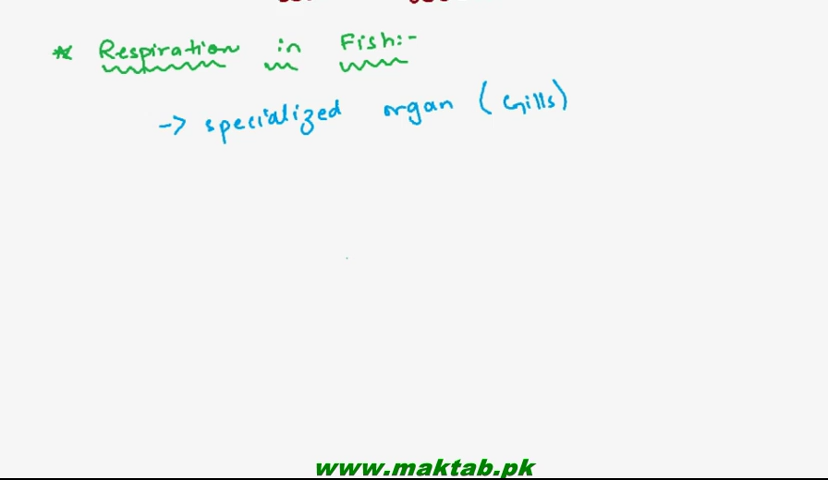 * Respiration in Fish:-
-> specialized organ (Gills)
www.maktab.pk